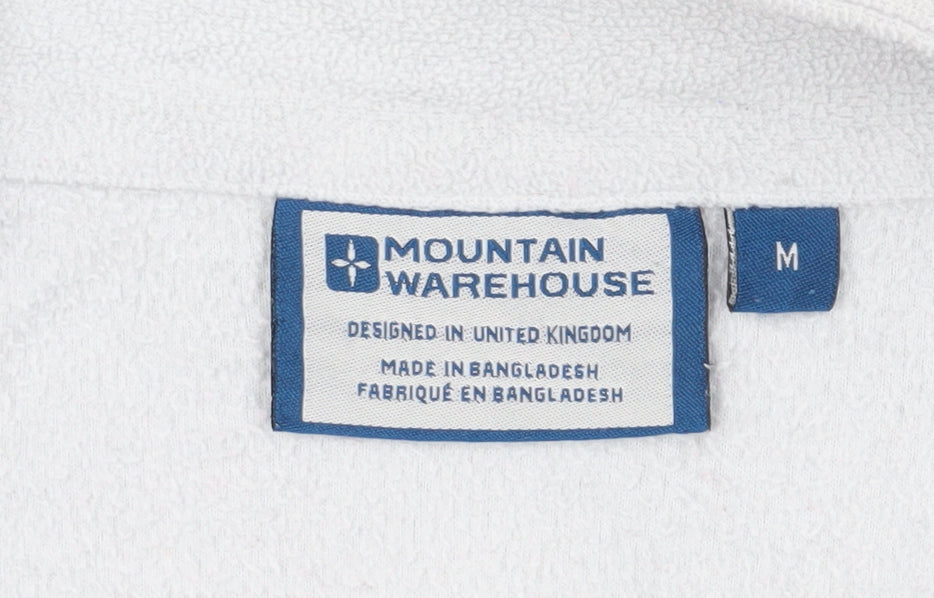 MOUNTAIN
WAREHOUSE
DESIGNED IN UNITED KINGDOM
MADE IN BANGLADESH
FABRIQUÉ EN BANGLADESH
M